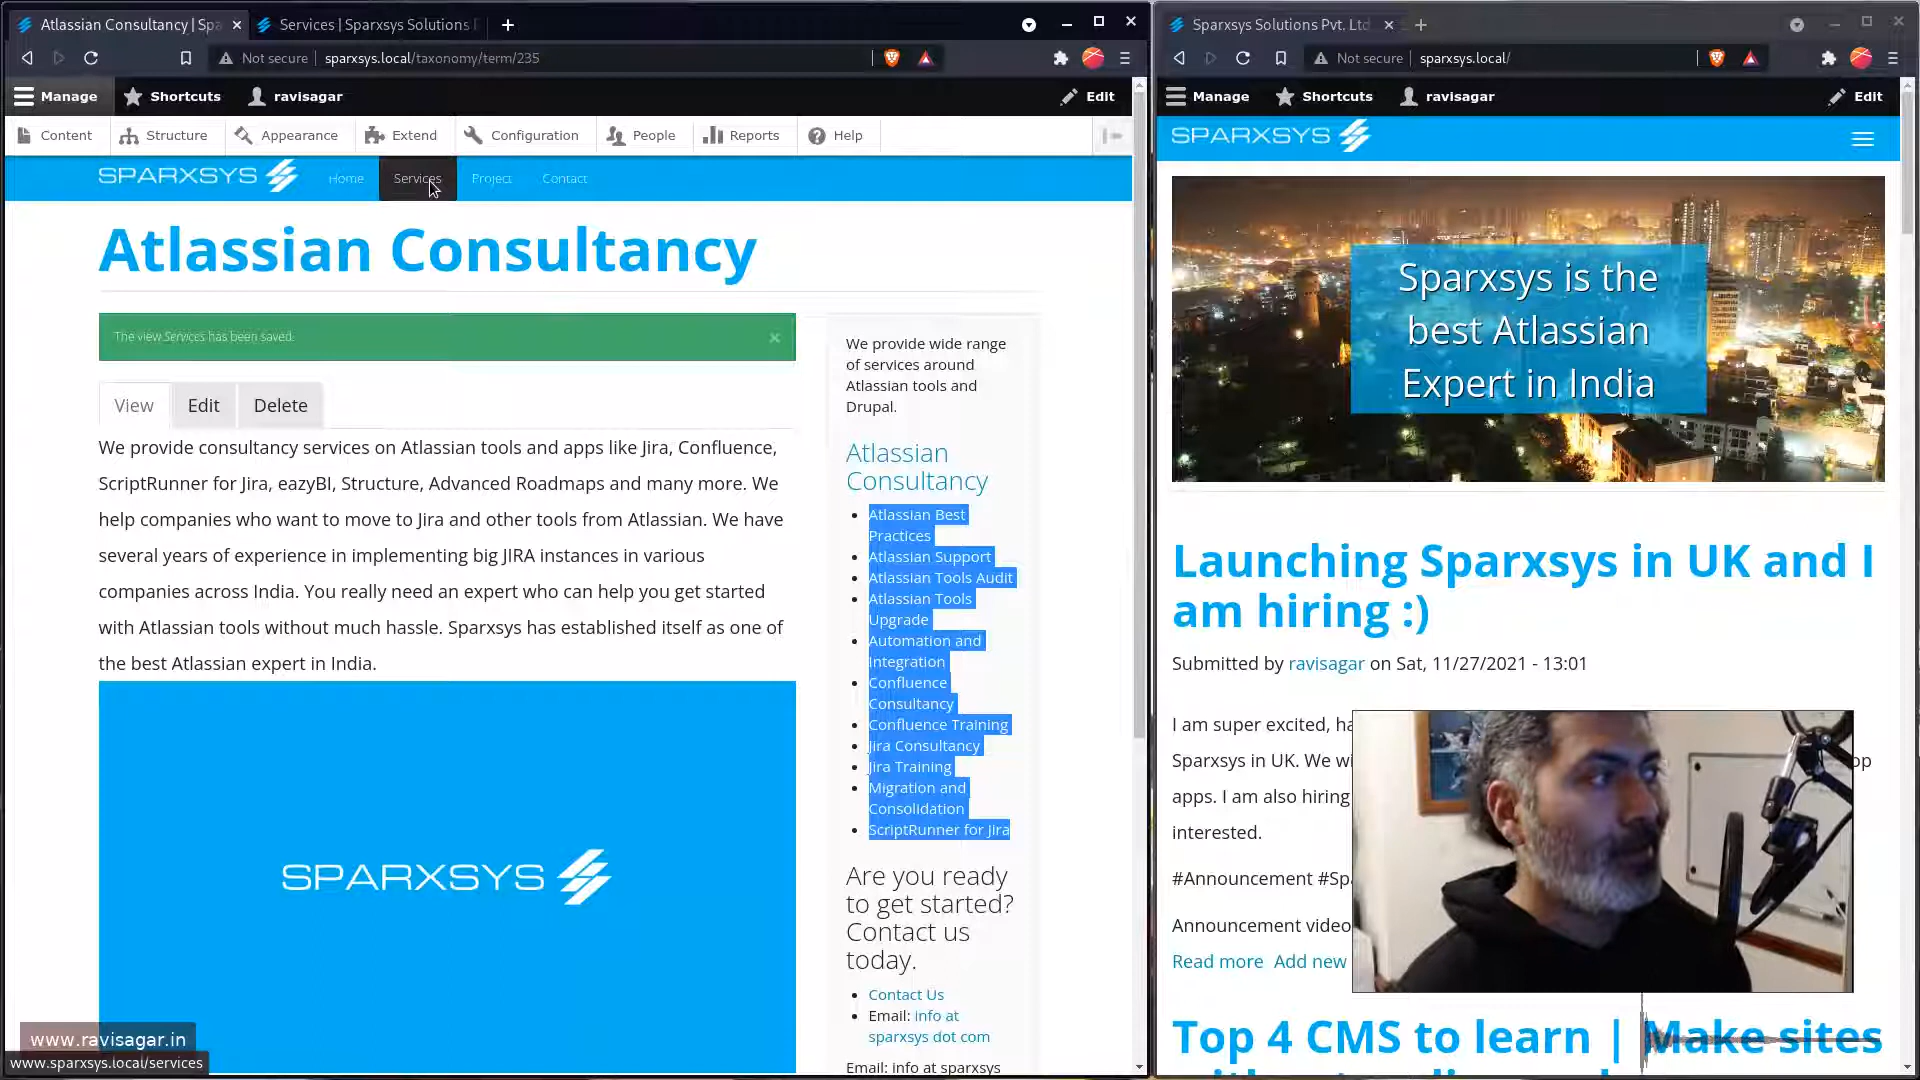 Atlassian Consultancy | Spa
Services | Sparxsys Solutions
Not secure sparxsys.local/taxonomy/term/235
Manage Shortcuts ravisagar Edit
Content Structure Appearance Extend Configuration People Reports Help
SPARXSYS Home Services Project Contact
Atlassian Consultancy
The view Services has been saved.
View Edit Delete
We provide consultancy services on Atlassian tools and apps like Jira, Confluence,
ScriptRunner for Jira, eazyBI, Structure, Advanced Roadmaps and many more. We
help companies who want to move to Jira and other tools from Atlassian. We have
several years of experience in implementing big JIRA instances in various
companies across India. You really need an expert who can help you get started
with Atlassian tools without much hassle. Sparxsys has established itself as one of
the best Atlassian expert in India.
SPARXSYS
We provide wide range
of services around
Atlassian tools and
Drupal.
Atlassian
Consultancy
Atlassian Best
Practices
Atlassian Support
Atlassian Tools Audit
Atlassian Tools
Upgrade
Automation and
Integration
Confluence
Consultancy
Confluence Training
Jira Consultancy
Jira Training
Migration and
Consolidation
ScriptRunner for Jira
Are you ready
to get started?
Contact us
today.
Contact Us
Email: info at
sparxsys dot com
Email: info at sparxsys
www.ravisagar.in
www.sparxsys.local/services
Sparxsys Solutions Pvt. Ltd
Not secure sparxsys.local/
Manage Shortcuts ravisagar Edit
SPARXSYS
Sparxsys is the
best Atlassian
Expert in India
Launching Sparxsys in UK and I
am hiring :)
Submitted by ravisagar on Sat, 11/27/2021 - 13:01
I am super excited, ha
Sparxsys in UK. We wi op
apps. I am also hiring
interested.
#Announcement #Spa
Announcement video
Read more Add new
Top 4 CMS to learn | Make sites